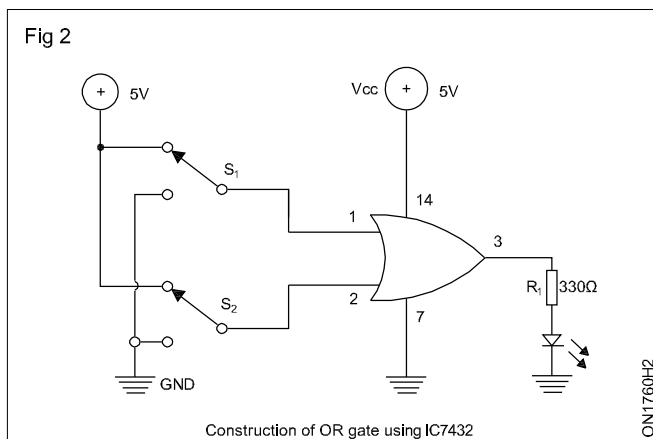 Fig 2
5V
Vcc
5V
S1
14
1
3
2
S2
7
R1
330Ω
GND
Construction of OR gate using IC7432
ON1760H2